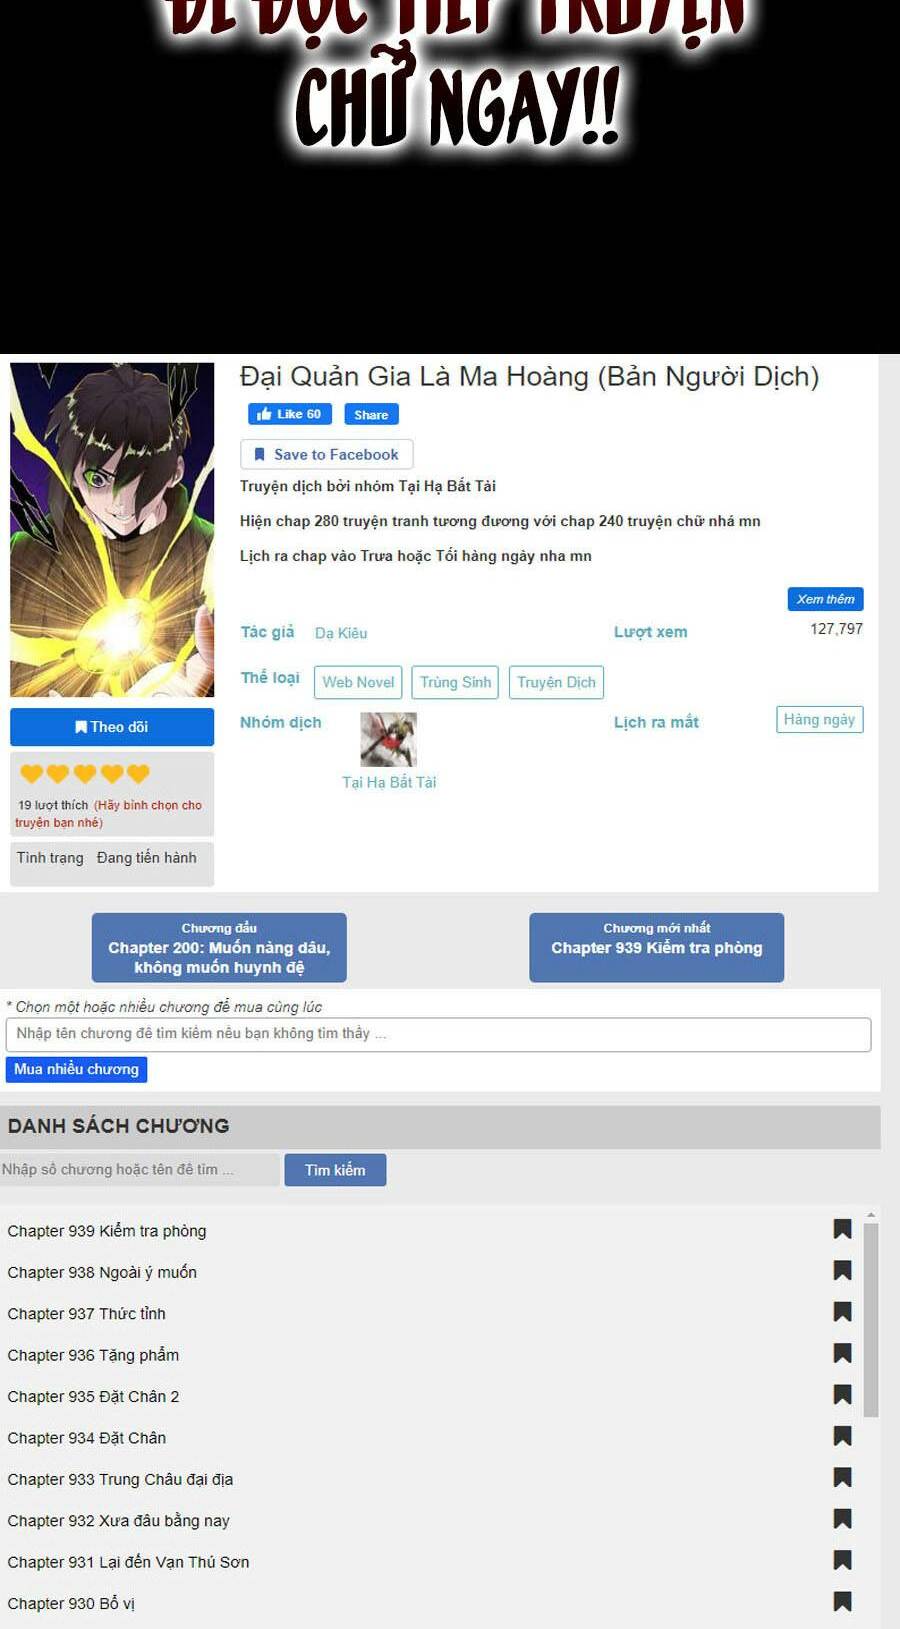 ĐỂ ĐỌC TIẾP TRUYỆN
CHỮ NGAY!!
Đại Quản Gia Là Ma Hoàng (Bản Người Dịch)
Like 60 Share
Save to Facebook
Truyện dịch bởi nhóm Tại Hạ Bất Tài
Hiện chap 280 truyện tranh tương đương với chap 240 truyện chữ nhá mn
Lịch ra chap vào Trưa hoặc Tối hàng ngày nha mn
Xem thêm
Tác giả Dạ Kiêu
Lượt xem 127,797
Thể loại Web Novel Trùng Sinh Truyện Dịch
Nhóm dịch
Tại Hạ Bất Tài
Lịch ra mắt Hàng ngày
Theo dõi
19 lượt thích (Hãy bình chọn cho
truyện bạn nhé)
Tình trạng Đang tiến hành
Chương đầu
Chapter 200: Muốn nàng dâu,
không muốn huynh đệ
Chương mới nhất
Chapter 939 Kiểm tra phòng
* Chọn một hoặc nhiều chương để mua cùng lúc
Nhập tên chương để tìm kiếm nếu bạn không tìm thấy ...
Mua nhiều chương
DANH SÁCH CHƯƠNG
Nhập số chương hoặc tên để tìm ... Tìm kiếm
Chapter 939 Kiểm tra phòng
Chapter 938 Ngoài ý muốn
Chapter 937 Thức tỉnh
Chapter 936 Tặng phẩm
Chapter 935 Đặt Chân 2
Chapter 934 Đặt Chân
Chapter 933 Trung Châu đại địa
Chapter 932 Xưa đâu bằng nay
Chapter 931 Lại đến Vạn Thú Sơn
Chapter 930 Bổ vị